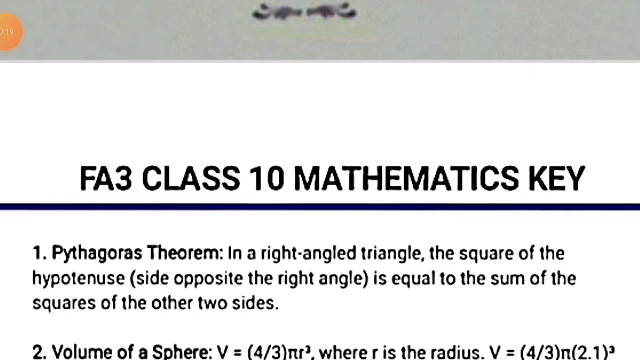 0:19
FA3 CLASS 10 MATHEMATICS KEY
1. Pythagoras Theorem: In a right-angled triangle, the square of the
hypotenuse (side opposite the right angle) is equal to the sum of the
squares of the other two sides.
2. Volume of a Sphere: V = (4/3)πr³, where r is the radius. V = (4/3)π(2.1)³